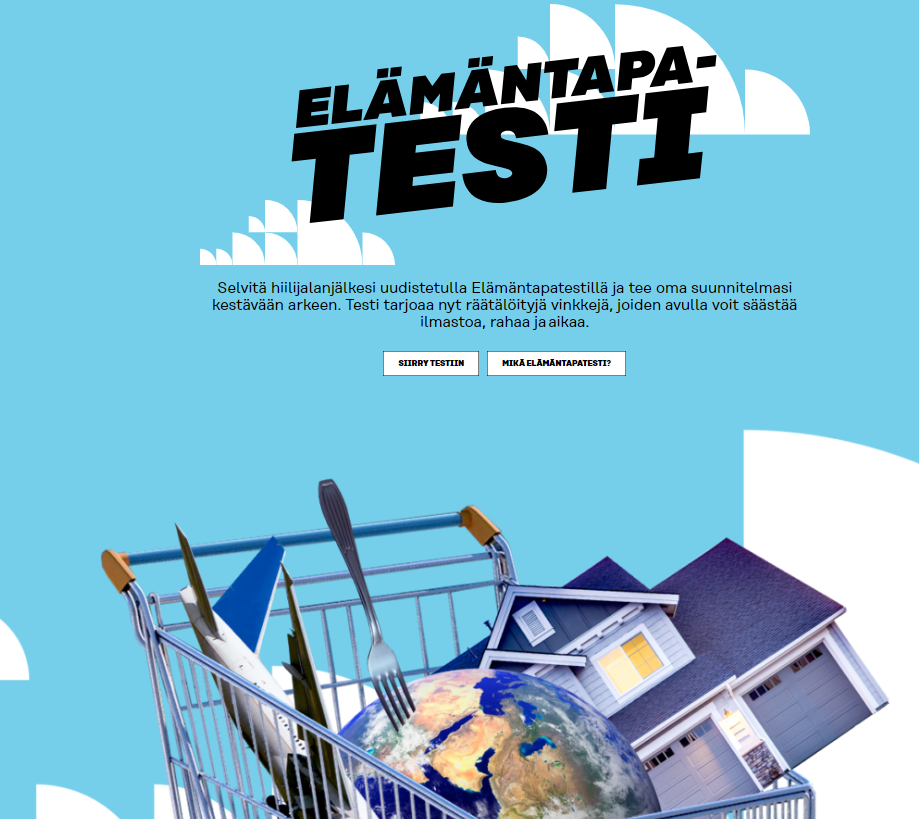 ELÄMÄNTAPA-
TESTI
Selvitä hiilijalanjälkesi uudistetulla Elämäntapatestillä ja tee oma suunnitelmasi
kestävään arkeen. Testi tarjoaa nyt räätälöityjä vinkkejä, joiden avulla voit säästää
ilmastoa, rahaa ja aikaa.
SIIRRY TESTIIN
MIKÄ ELÄMÄNTAPATESTI?